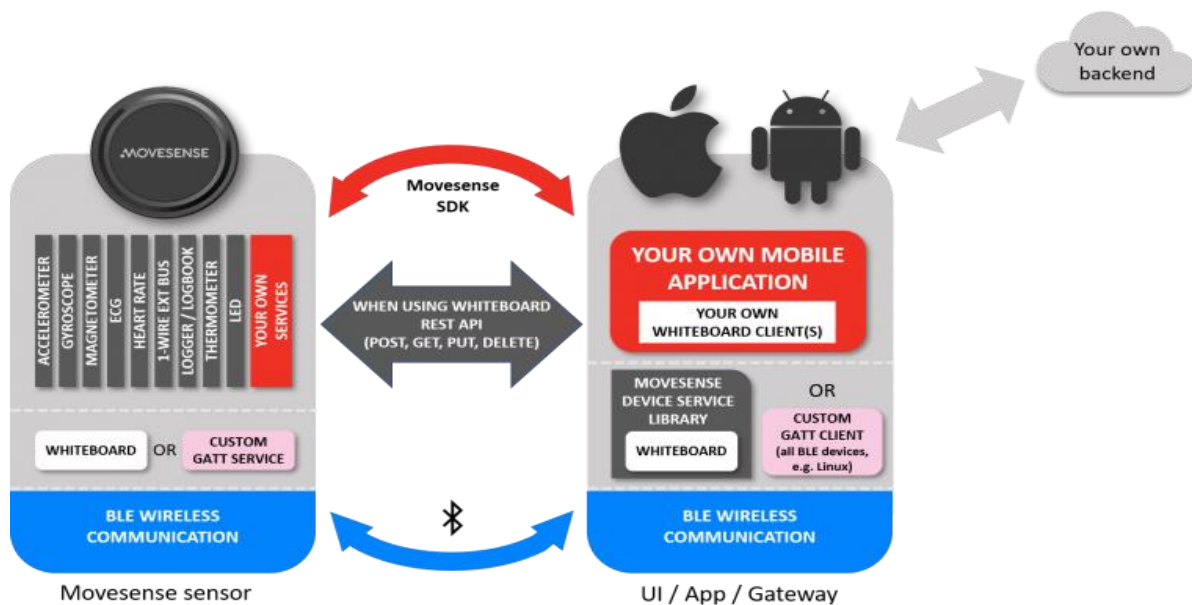 Your own
backend
MOVESENSE
Movesense
SDK
ACCELEROMETER
GYROSCOPE
MAGNETOMETER
ECG
HEART RATE
1-WIRE EXT BUS
LOGGER / LOGBOOK
THERMOMETER
LED
YOUR OWN
SERVICES
WHEN USING WHITEBOARD
REST API
(POST, GET, PUT, DELETE)
YOUR OWN MOBILE
APPLICATION
YOUR OWN
WHITEBOARD CLIENT(S)
WHITEBOARD
OR
CUSTOM
GATT SERVICE
MOVESENSE
DEVICE SERVICE
LIBRARY
WHITEBOARD
OR
CUSTOM
GATT CLIENT
(all BLE devices,
e.g. Linux)
BLE WIRELESS
COMMUNICATION
BLE WIRELESS
COMMUNICATION
Movesense sensor
UI / App / Gateway